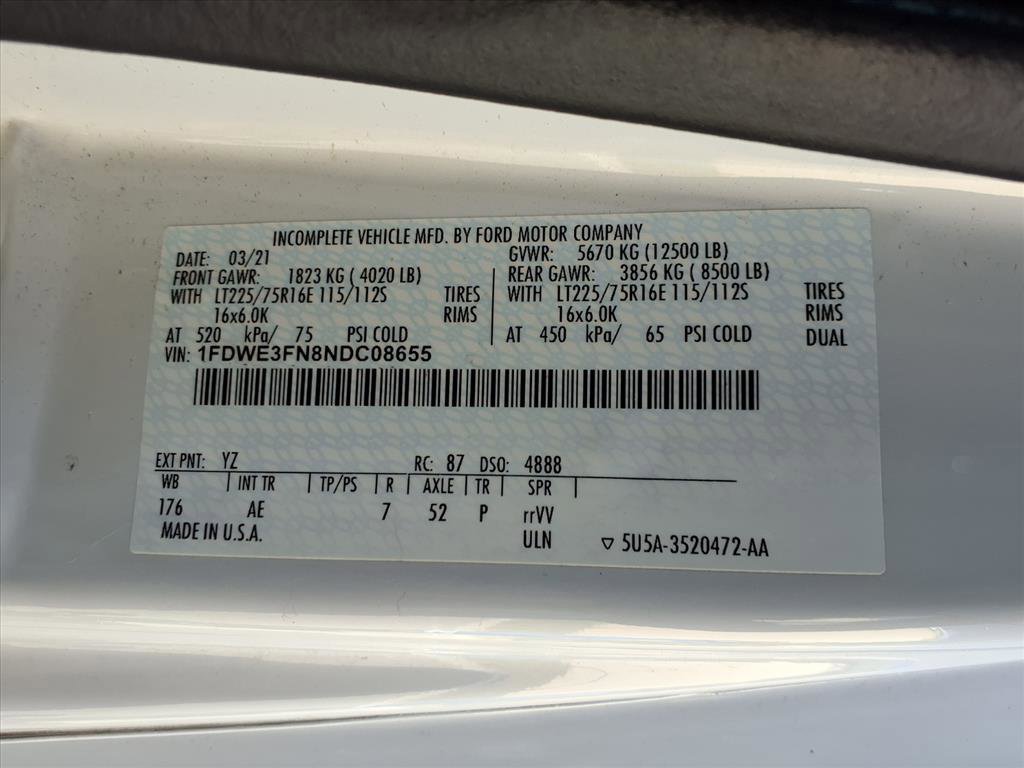 INCOMPLETE VEHICLE MFD. BY FORD MOTOR COMPANY
DATE: 03/21 GVWR: 5670 KG (12500 LB)
FRONT GAWR: 1823 KG ( 4020 LB) REAR GAWR: 3856 KG ( 8500 LB)
WITH LT225/75R16E 115/112S TIRES WITH LT225/75R16E 115/112S TIRES
16x6.0K RIMS 16x6.0K RIMS
AT 520 kPa/ 75 PSI COLD AT 450 kPa/ 65 PSI COLD DUAL
VIN: 1FDWE3FN8NDC08655
EXT PNT: YZ RC: 87 DSO: 4888
WB INT TR TP/PS R AXLE TR SPR
176 AE 7 52 P rrVV
MADE IN U.S.A. ULN ▽ 5U5A-3520472-AA